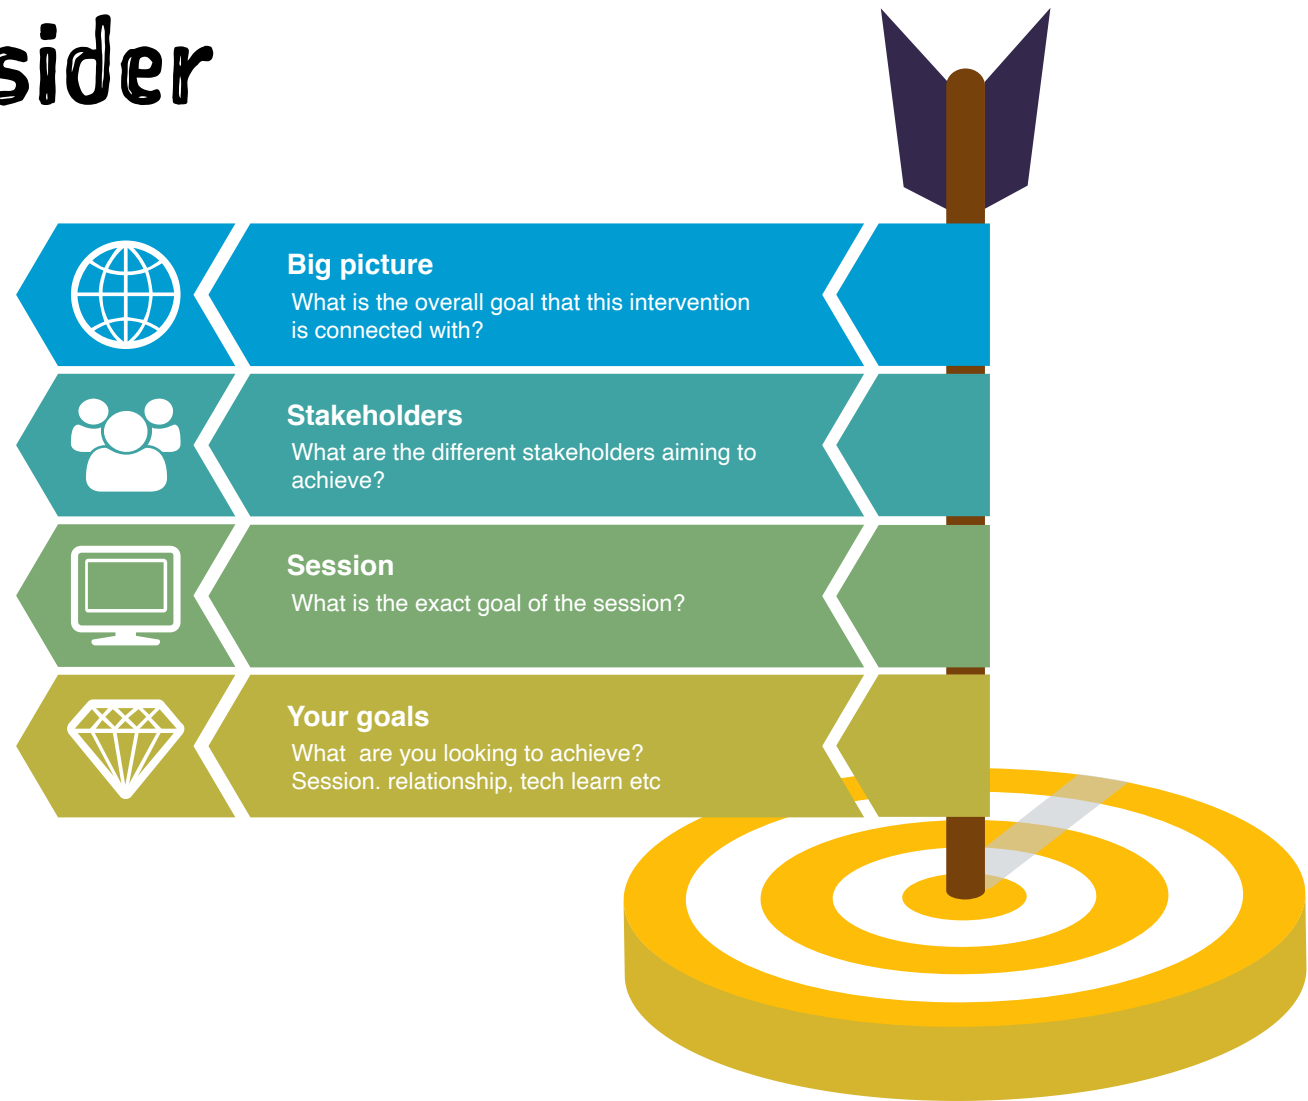 sider
Big picture
What is the overall goal that this intervention
is connected with?
Stakeholders
What are the different stakeholders aiming to
achieve?
Session
What is the exact goal of the session?
Your goals
What  are you looking to achieve?
Session. relationship, tech learn etc